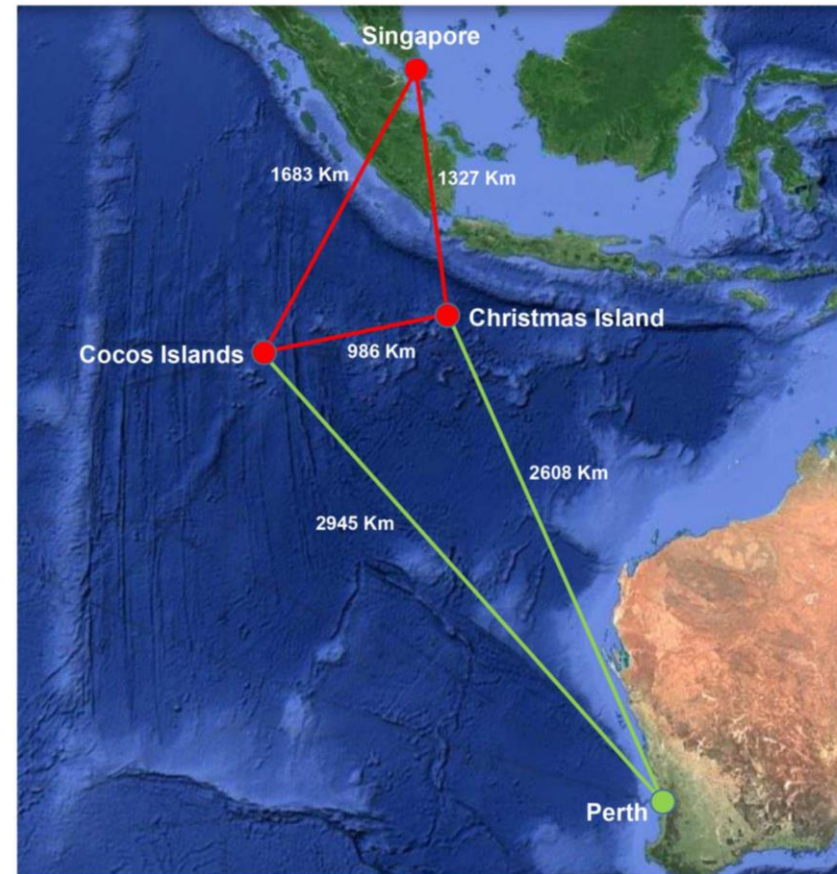 Singapore
1683 Km
1327 Km
Christmas Island
Cocos Islands
986 Km
2608 Km
2945 Km
Perth